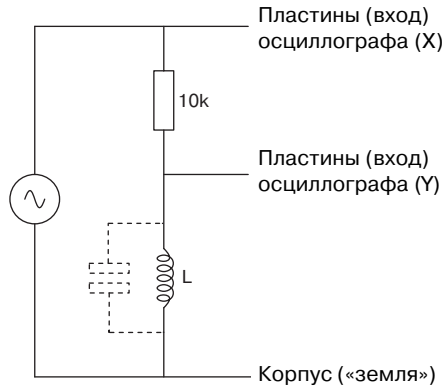 Пластины (вход)
осциллографа (X)
10k
Пластины (вход)
осциллографа (Y)
L
Корпус («земля»)